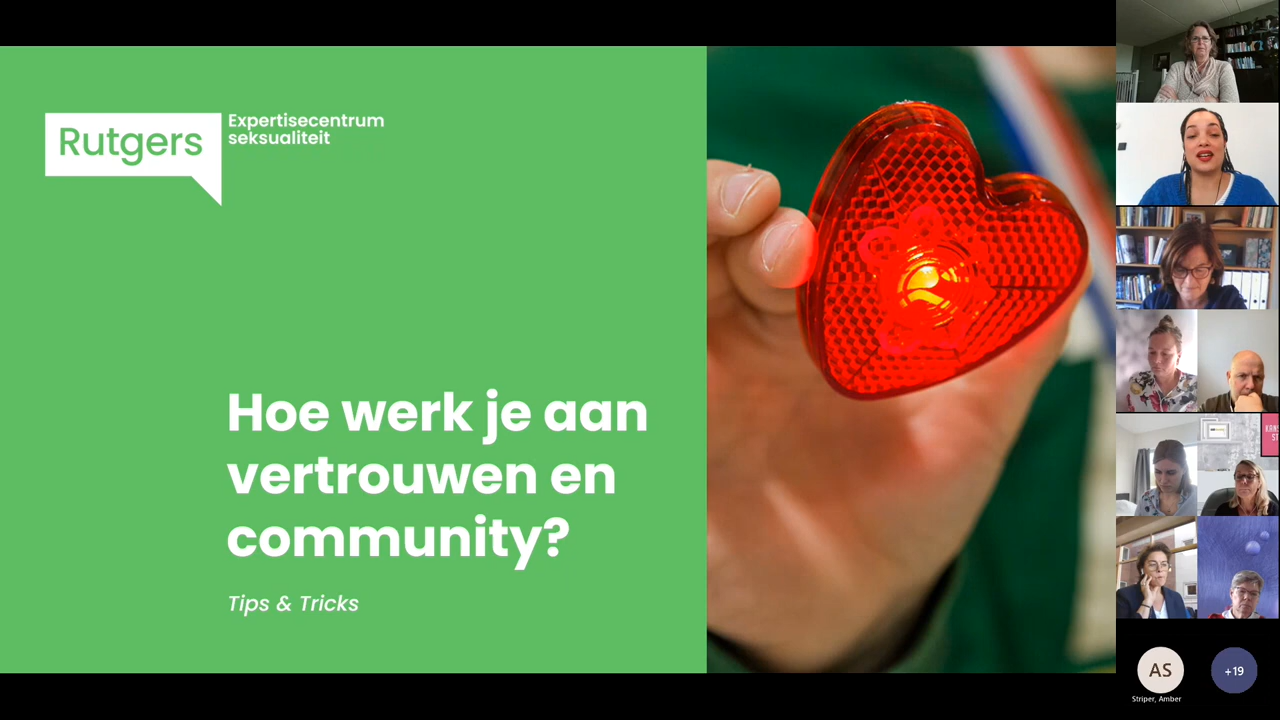 Rutgers
Expertisecentrum
seksualiteit
Hoe werk je aan
vertrouwen en
community?
Tips & Tricks
AS
Striper, Amber
+19